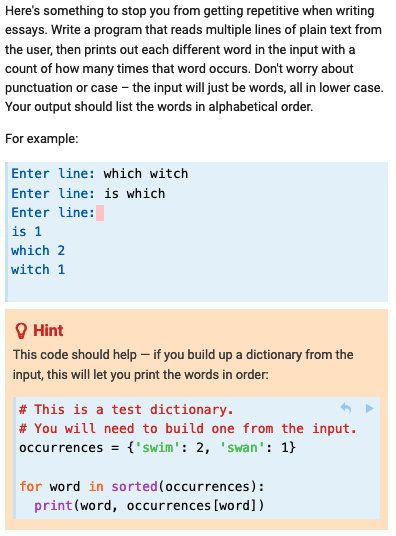 Here's something to stop you from getting repetitive when writing
essays. Write a program that reads multiple lines of plain text from
the user, then prints out each different word in the input with a
count of how many times that word occurs. Don't worry about
punctuation or case – the input will just be words, all in lower case.
Your output should list the words in alphabetical order.
For example:
Enter line: which witch
Enter line: is which
Enter line:
is 1
which 2
witch 1
Hint
This code should help — if you build up a dictionary from the
input, this will let you print the words in order:
# This is a test dictionary.
# You will need to build one from the input.
occurrences = {'swim': 2, 'swan': 1}
for word in sorted(occurrences):
  print(word, occurrences[word])